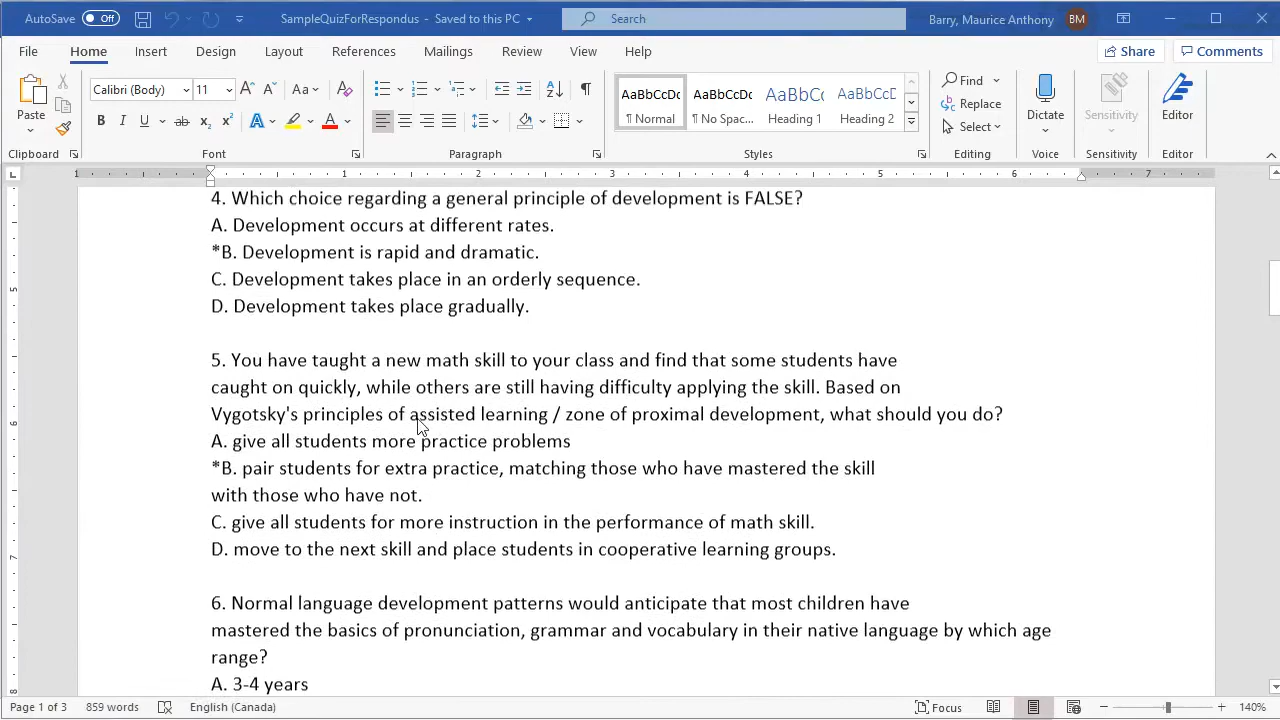 AutoSave Off SampleQuizForRespondus - Saved to this PC Search Barry, Maurice Anthony BM
File Home Insert Design Layout References Mailings Review View Help Share Comments
Paste Calibri (Body) 11 Aa AaBbCcDc AaBbCcDc AaBbCc AaBbCcD Find Dictate Sensitivity Editor
¶ Normal ¶ No Spac... Heading 1 Heading 2 Replace
Select
Clipboard Font Paragraph Styles Editing Voice Sensitivity Editor
1 1 2 3 4 5 6 7
4. Which choice regarding a general principle of development is FALSE?
A. Development occurs at different rates.
*B. Development is rapid and dramatic.
C. Development takes place in an orderly sequence.
D. Development takes place gradually.
5. You have taught a new math skill to your class and find that some students have
caught on quickly, while others are still having difficulty applying the skill. Based on
Vygotsky's principles of assisted learning / zone of proximal development, what should you do?
A. give all students more practice problems
*B. pair students for extra practice, matching those who have mastered the skill
with those who have not.
C. give all students for more instruction in the performance of math skill.
D. move to the next skill and place students in cooperative learning groups.
6. Normal language development patterns would anticipate that most children have
mastered the basics of pronunciation, grammar and vocabulary in their native language by which age
range?
A. 3-4 years
Page 1 of 3 859 words English (Canada) Focus 140%